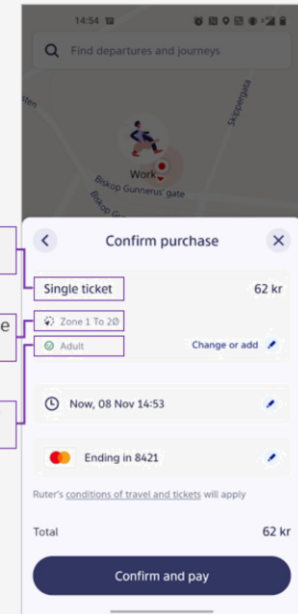 14:54
Find departures and journeys
Skippergata
Work
Biskop Gunnerus' gate
Confirm purchase
Single ticket 62 kr
Zone 1 To 2Ø
Adult Change or add
Now, 08 Nov 14:53
Ending in 8421
Ruter's conditions of travel and tickets will apply
Total 62 kr
Confirm and pay